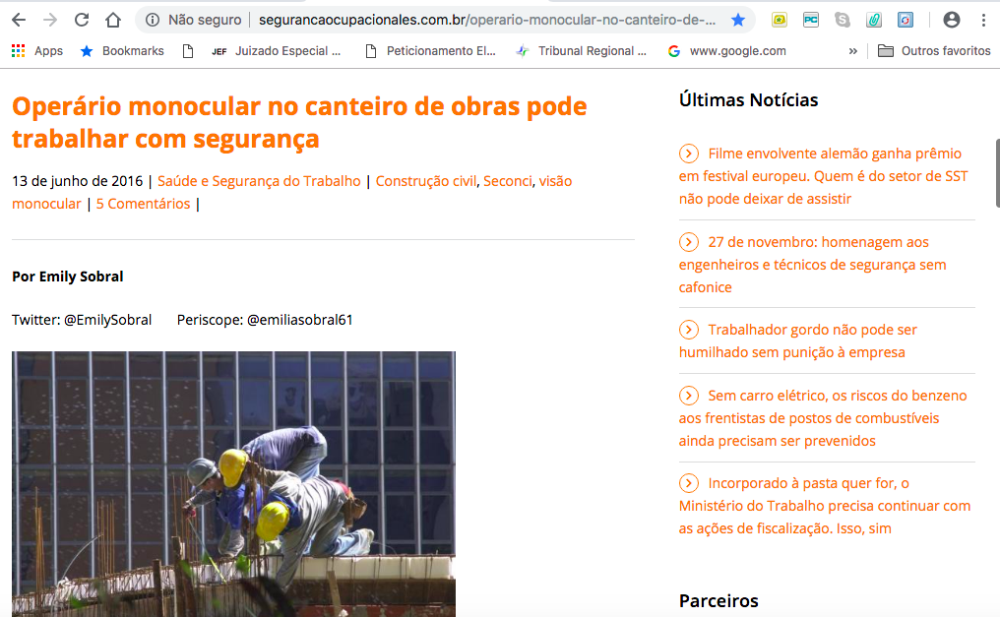 Não seguro
segurancaocupacionales.com.br/operario-monocular-no-canteiro-de-...
Apps
Bookmarks
JEF
Juizado Especial ...
Peticionamento El...
Tribunal Regional ...
G
www.google.com
»
Outros favoritos
PC
Operário monocular no canteiro de obras pode
trabalhar com segurança
13 de junho de 2016 | Saúde e Segurança do Trabalho | Construção civil, Seconci, visão
monocular | 5 Comentários |
Por Emily Sobral
Twitter: @EmilySobral Periscope: @emiliasobral61
Últimas Notícias
Filme envolvente alemão ganha prêmio
em festival europeu. Quem é do setor de SST
não pode deixar de assistir
27 de novembro: homenagem aos
engenheiros e técnicos de segurança sem
cafonice
Trabalhador gordo não pode ser
humilhado sem punição à empresa
Sem carro elétrico, os riscos do benzeno
aos frentistas de postos de combustíveis
ainda precisam ser prevenidos
Incorporado à pasta quer for, o
Ministério do Trabalho precisa continuar com
as ações de fiscalização. Isso, sim
Parceiros